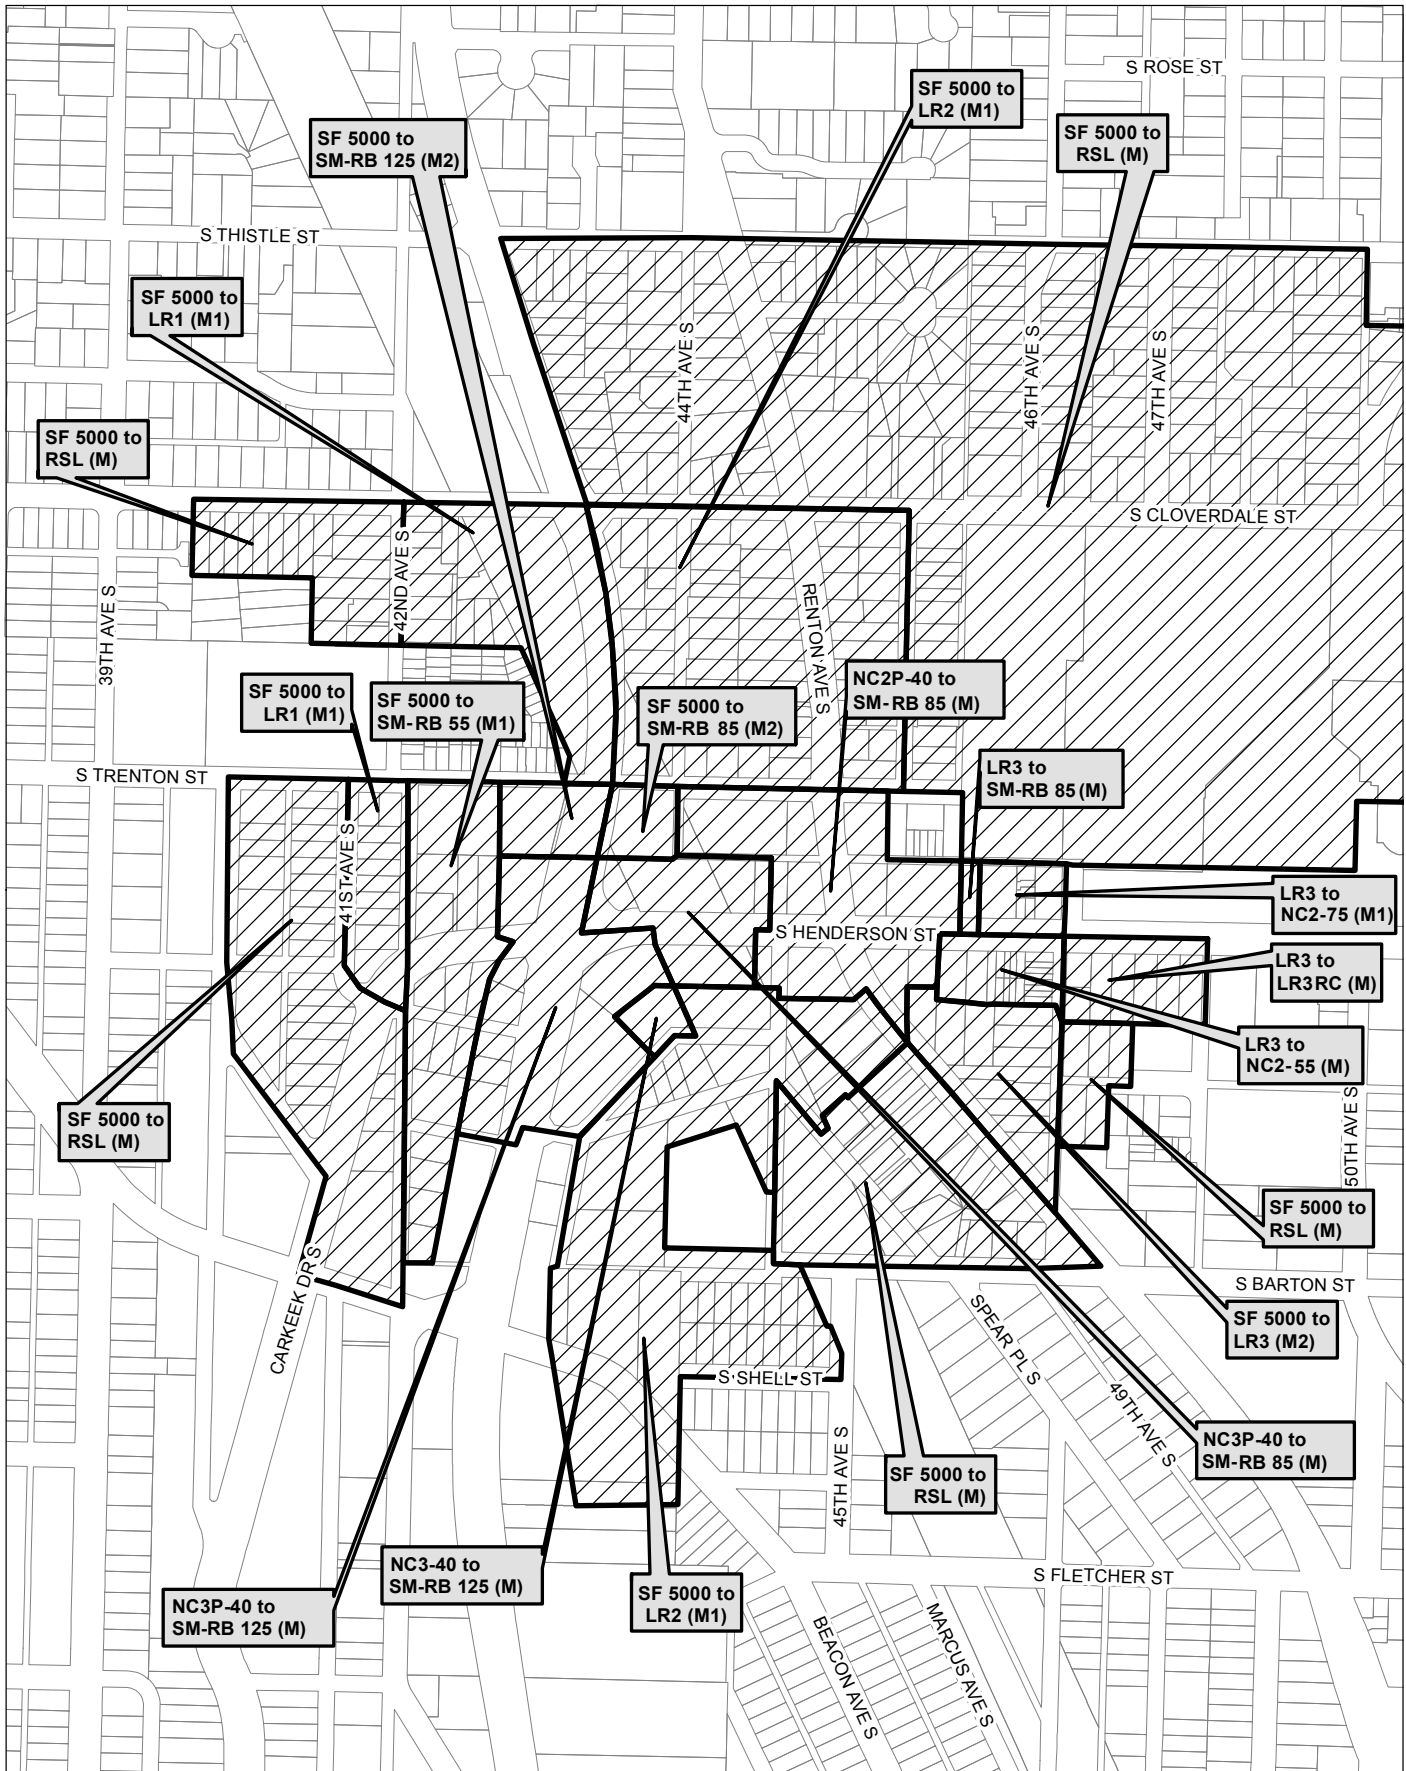 S ROSE ST
SF 5000 to
LR2 (M1)
SF 5000 to
RSL (M)
SF 5000 to
SM-RB 125 (M2)
S THISTLE ST
SF 5000 to
LR1 (M1)
44TH AVE S
46TH AVE S
47TH AVE S
SF 5000 to
RSL (M)
S CLOVERDALE ST
42ND AVE S
39TH AVE S
RENTON AVE S
SF 5000 to
LR1 (M1)
SF 5000 to
SM-RB 55 (M1)
SF 5000 to
SM-RB 85 (M2)
NC2P-40 to
SM-RB 85 (M)
S TRENTON ST
LR3 to
SM-RB 85 (M)
41ST AVE S
LR3 to
NC2-75 (M1)
S HENDERSON ST
LR3 to
LR3RC (M)
LR3 to
NC2-55 (M)
SF 5000 to
RSL (M)
50TH AVE S
SF 5000 to
RSL (M)
S BARTON ST
CARKEEK DR S
SPEAR PL S
SF 5000 to
LR3 (M2)
S SHELL ST
49TH AVE S
45TH AVE S
NC3P-40 to
SM-RB 85 (M)
SF 5000 to
RSL (M)
NC3-40 to
SM-RB 125 (M)
S FLETCHER ST
SF 5000 to
LR2 (M1)
NC3P-40 to
SM-RB 125 (M)
BEACON AVE S
MARCUS AVE S